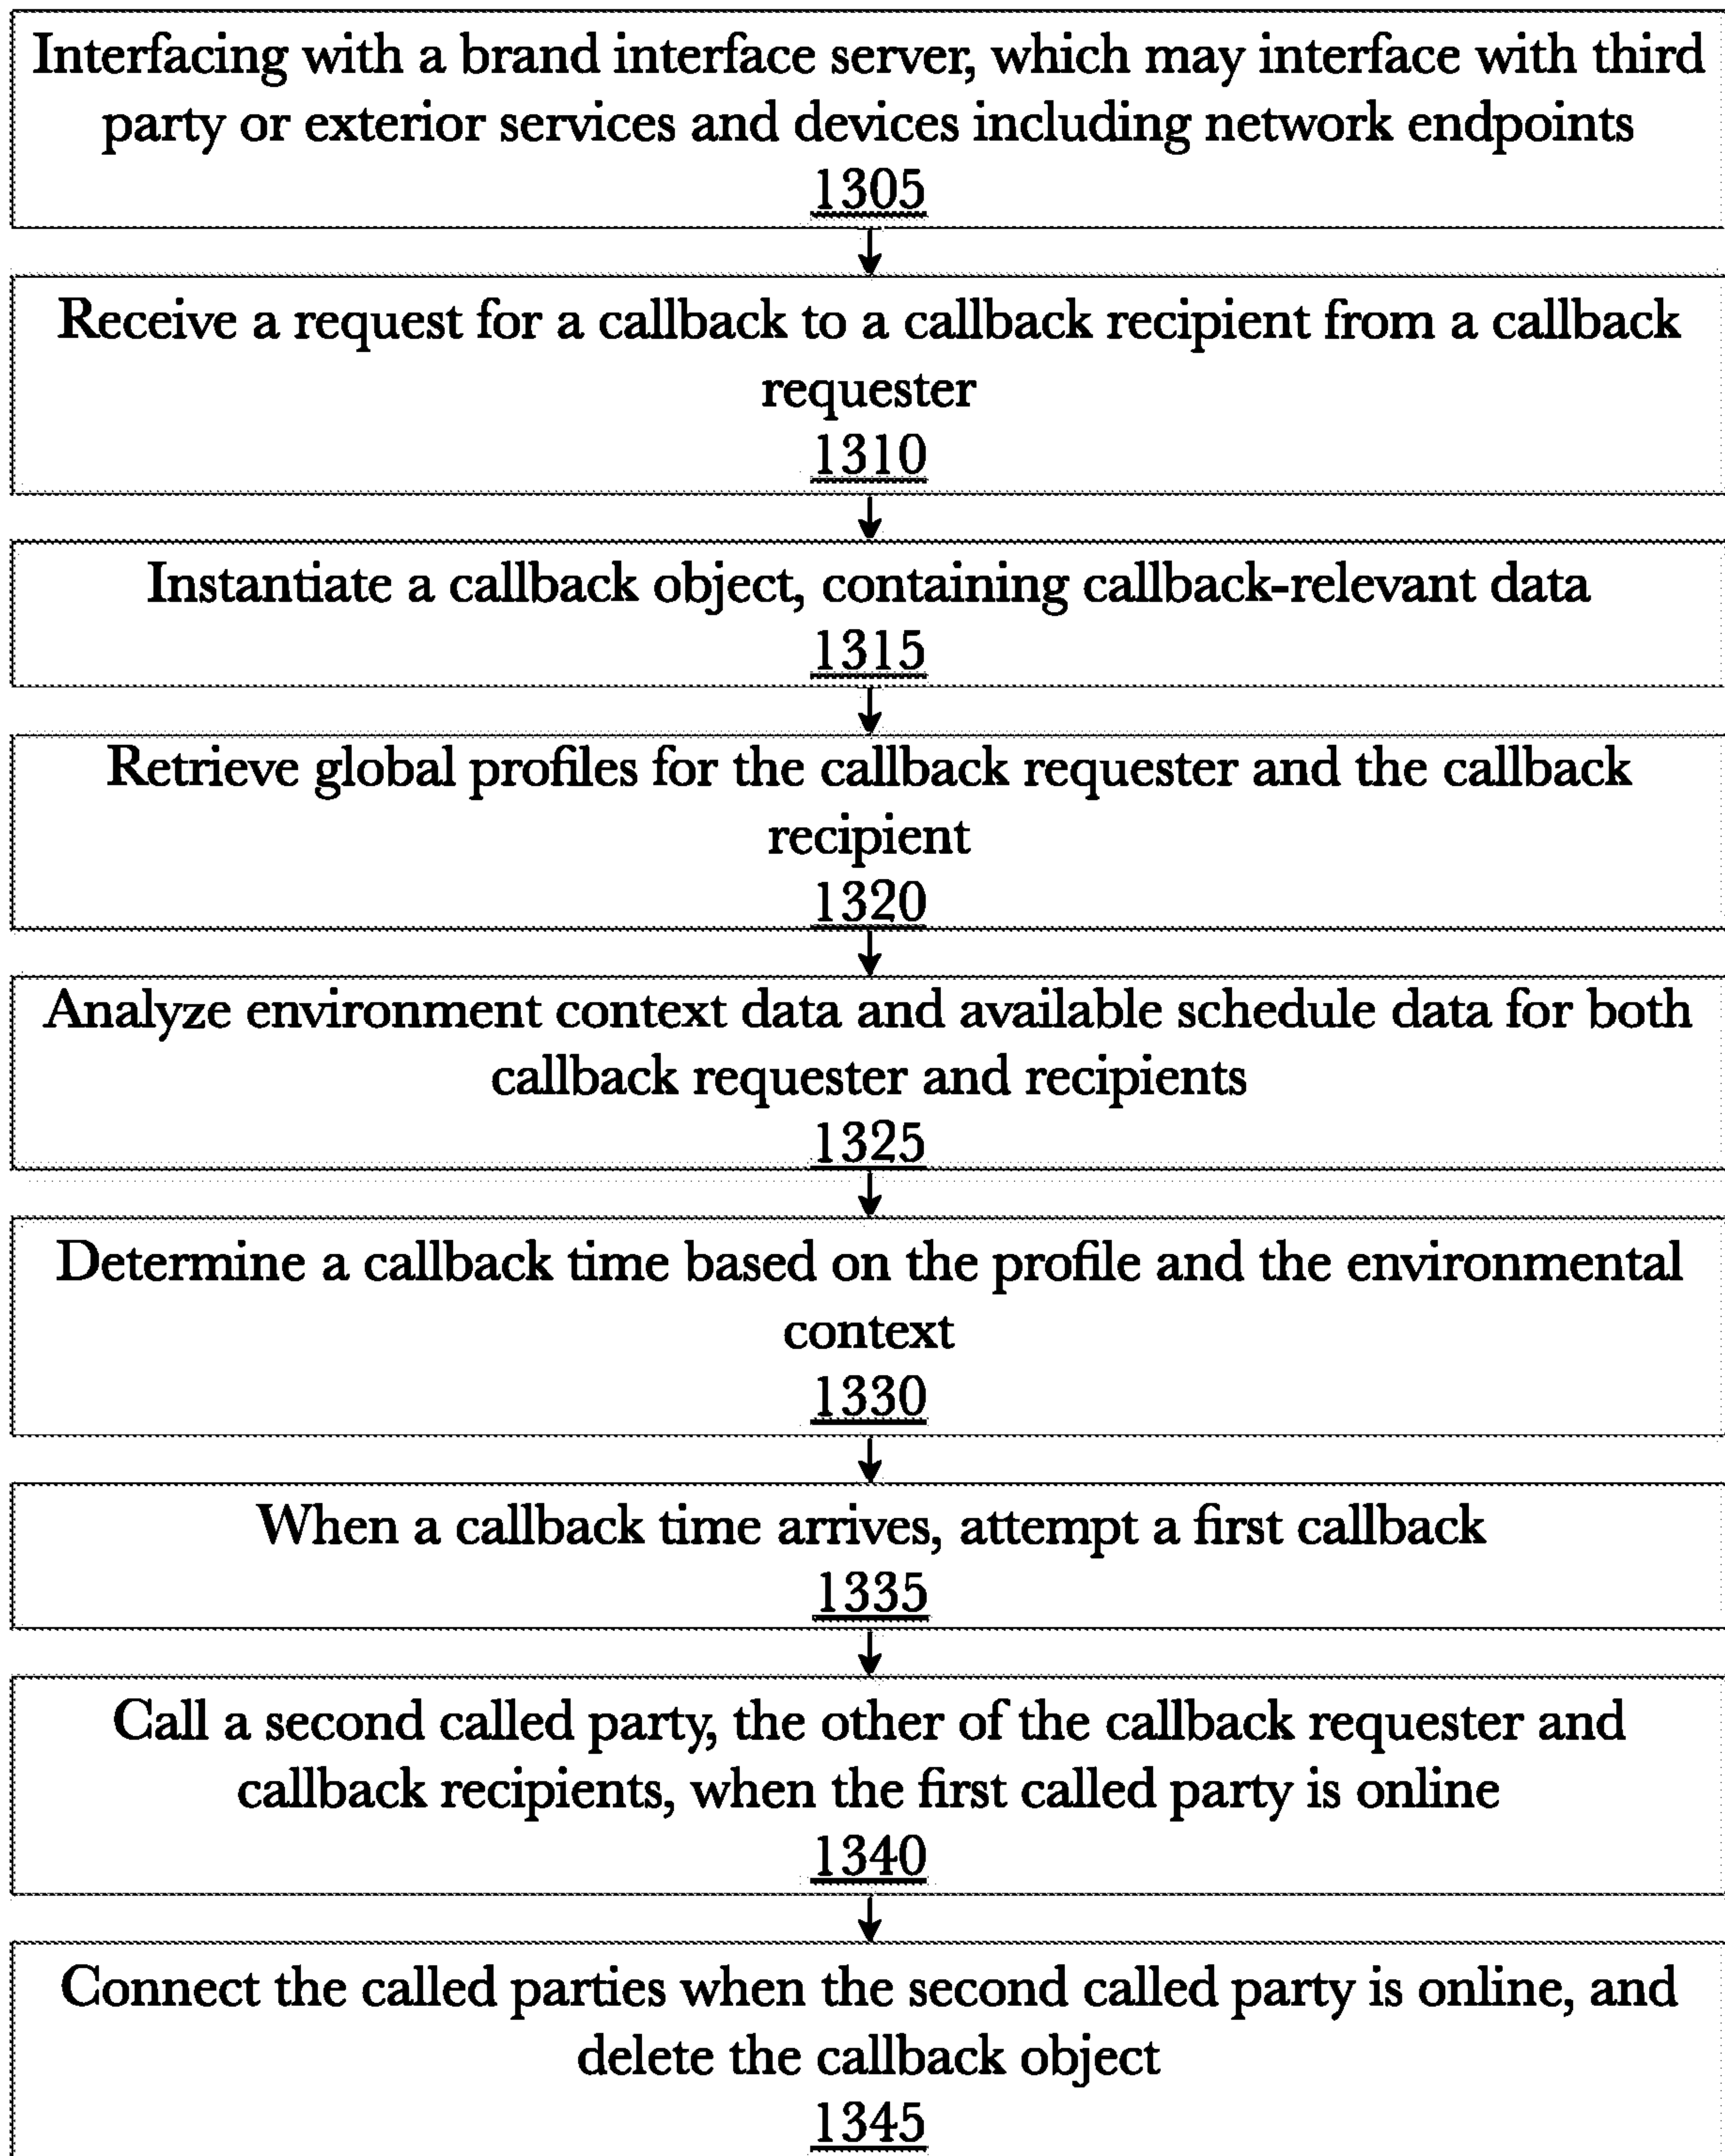 Interfacing with a brand interface server, which may interface with third
party or exterior services and devices including network endpoints
1305
Receive a request for a callback to a callback recipient from a callback
requester
1310
Instantiate a callback object, containing callback-relevant data
1315
Retrieve global profiles for the callback requester and the callback
recipient
1320
Analyze environment context data and available schedule data for both
callback requester and recipients
1325
Determine a callback time based on the profile and the environmental
context
1330
When a callback time arrives, attempt a first callback
1335
Call a second called party, the other of the callback requester and
callback recipients, when the first called party is online
1340
Connect the called parties when the second called party is online, and
delete the callback object
1345